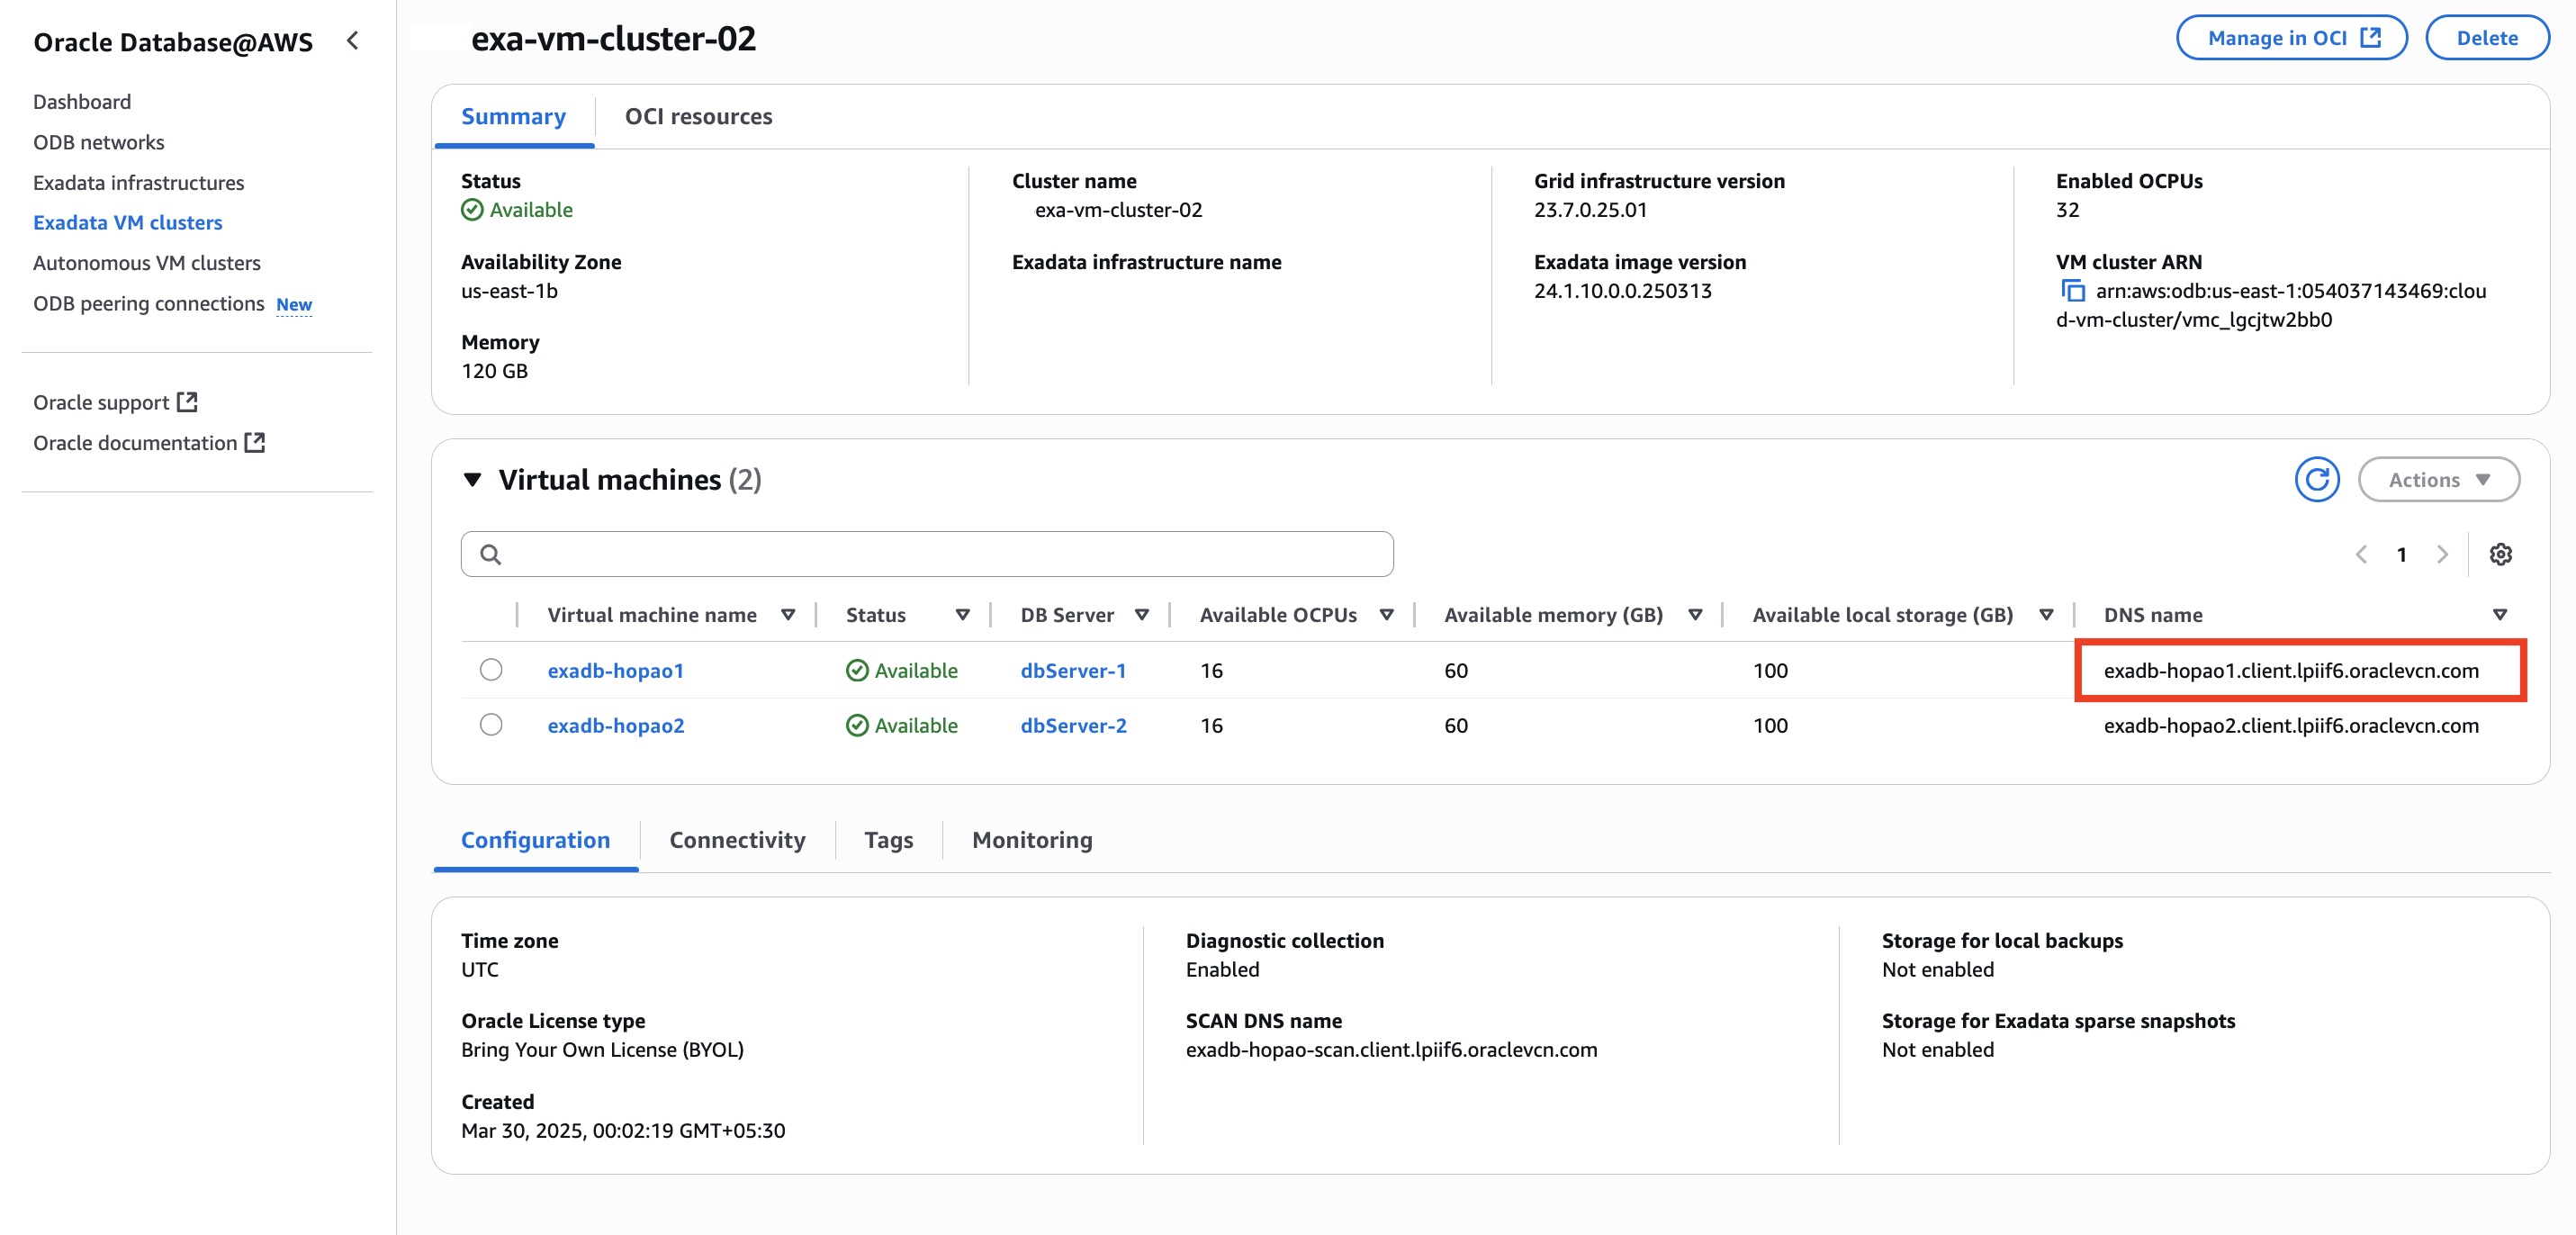 Oracle Database@AWS
Dashboard
ODB networks
Exadata infrastructures
Exadata VM clusters
Autonomous VM clusters
ODB peering connections New
Oracle support
Oracle documentation
exa-vm-cluster-02
Manage in OCI
Delete
Summary
OCI resources
Status
Available
Availability Zone
us-east-1b
Memory
120 GB
Cluster name
exa-vm-cluster-02
Exadata infrastructure name
Grid infrastructure version
23.7.0.25.01
Exadata image version
24.1.10.0.0.250313
Enabled OCPUs
32
VM cluster ARN
arn:aws:odb:us-east-1:054037143469:clou
d-vm-cluster/vmc_lgcjtw2bb0
Virtual machines (2)
Actions
1
Virtual machine name Status DB Server Available OCPUs Available memory (GB) Available local storage (GB) DNS name
exadb-hopao1 Available dbServer-1 16 60 100 exadb-hopao1.client.lpiif6.oraclevcn.com
exadb-hopao2 Available dbServer-2 16 60 100 exadb-hopao2.client.lpiif6.oraclevcn.com
Configuration Connectivity Tags Monitoring
Time zone
UTC
Oracle License type
Bring Your Own License (BYOL)
Created
Mar 30, 2025, 00:02:19 GMT+05:30
Diagnostic collection
Enabled
SCAN DNS name
exadb-hopao-scan.client.lpiif6.oraclevcn.com
Storage for local backups
Not enabled
Storage for Exadata sparse snapshots
Not enabled